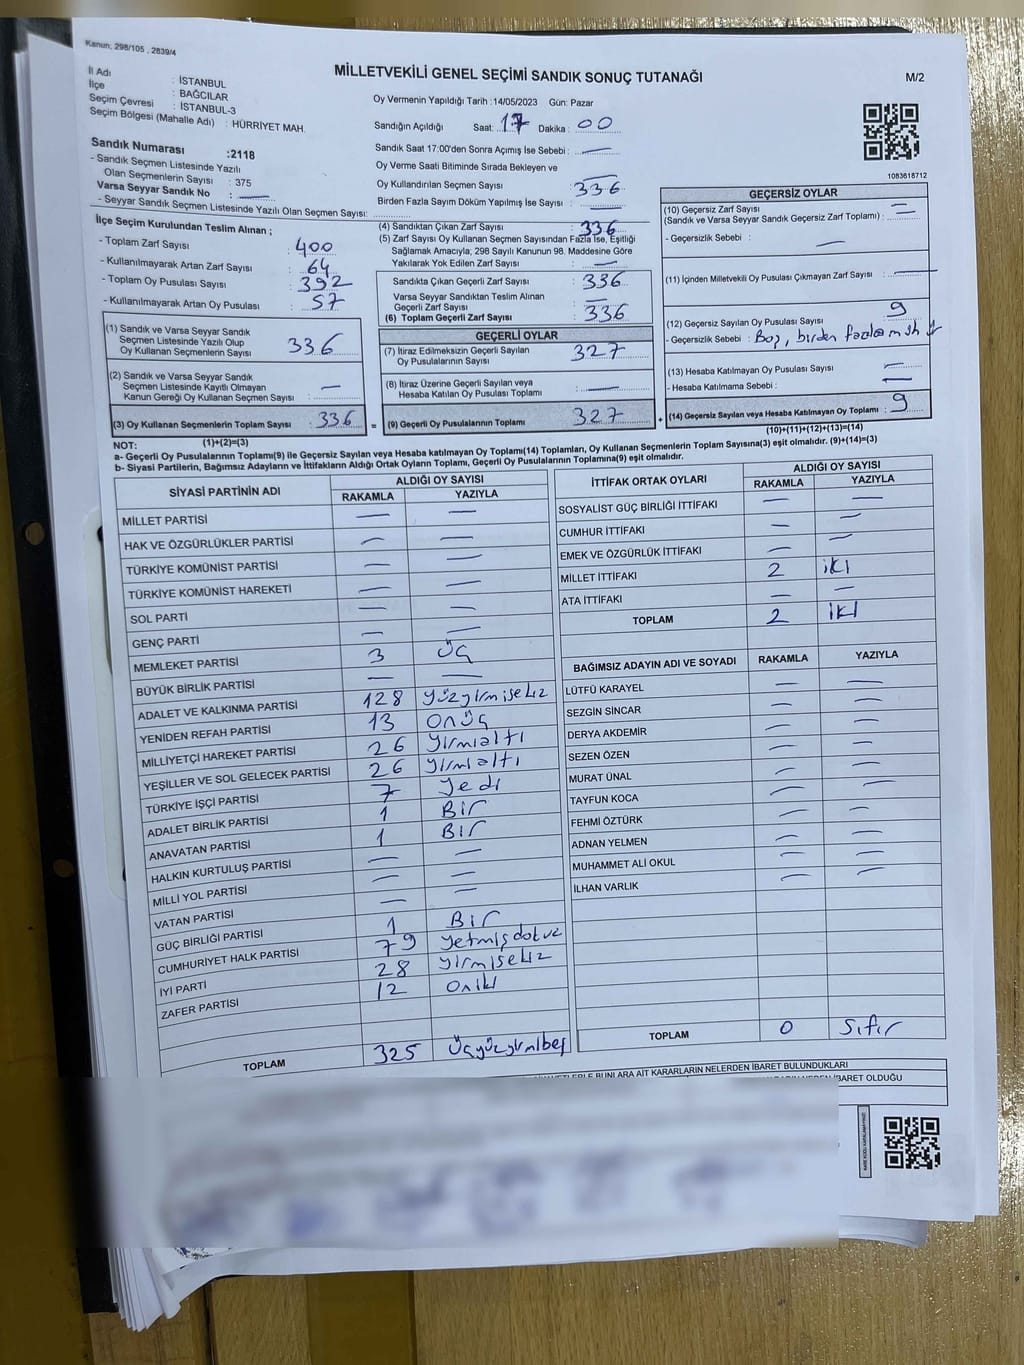 Kanun; 298/105 , 2839/4
MİLLETVEKİLİ GENEL SEÇİMİ SANDIK SONUÇ TUTANAĞI
M/2
İl Adı : İSTANBUL
İlçe : BAĞCILAR
Seçim Çevresi : İSTANBUL-3
Seçim Bölgesi (Mahalle Adı) : HÜRRİYET MAH.
Oy Vermenin Yapıldığı Tarih :14/05/2023 Gün: Pazar
Sandığın Açıldığı Saat: 17 Dakika : 00
Sandık Numarası :2118
- Sandık Seçmen Listesinde Yazılı
Olan Seçmenlerin Sayısı : 375
Varsa Seyyar Sandık No : —
- Seyyar Sandık Seçmen Listesinde Yazılı Olan Seçmen Sayısı:
Sandık Saat 17:00'den Sonra Açımış İse Sebebi : —
Oy Verme Saati Bitiminde Sırada Bekleyen ve
Oy Kullandırılan Seçmen Sayısı : 336
Birden Fazla Sayım Döküm Yapılmış İse Sayısı : —
1083618712
İlçe Seçim Kurulundan Teslim Alınan ;
- Toplam Zarf Sayısı : 400
- Kullanılmayarak Artan Zarf Sayısı : 64
- Toplam Oy Pusulası Sayısı : 392
- Kullanılmayarak Artan Oy Pusulası : 57
(4) Sandıktan Çıkan Zarf Sayısı : 336
(5) Zarf Sayısı Oy Kullanan Seçmen Sayısından Fazla İse, Eşitliği
Sağlamak Amacıyla, 298 Sayılı Kanunun 98. Maddesine Göre
Yakılarak Yok Edilen Zarf Sayısı : —
Sandıkta Çıkan Geçerli Zarf Sayısı : 336
Varsa Seyyar Sandıktan Teslim Alınan
Geçerli Zarf Sayısı : —
(6) Toplam Geçerli Zarf Sayısı : 336
GEÇERSİZ OYLAR
(10) Geçersiz Zarf Sayısı
(Sandık ve Varsa Seyyar Sandık Geçersiz Zarf Toplamı) : —
- Geçersizlik Sebebi : —
(11) İçinden Milletvekili Oy Pusulası Çıkmayan Zarf Sayısı : —
(12) Geçersiz Sayılan Oy Pusulası Sayısı : 9
- Geçersizlik Sebebi : Boş, birden fazla
(13) Hesaba Katılmayan Oy Pusulası Sayısı : —
- Hesaba Katılmama Sebebi : —
(14) Geçersiz Sayılan veya Hesaba Katılmayan Oy Toplamı : 9
(10)+(11)+(12)+(13)=(14)
(1) Sandık ve Varsa Seyyar Sandık
Seçmen Listesinde Yazılı Olup
Oy Kullanan Seçmenlerin Sayısı : 336
(2) Sandık ve Varsa Seyyar Sandık
Seçmen Listesinde Kayıtlı Olmayan
Kanun Gereği Oy Kullanan Seçmen Sayısı : —
(3) Oy Kullanan Seçmenlerin Toplam Sayısı : 336
(1)+(2)=(3)
GEÇERLİ OYLAR
(7) İtiraz Edilmeksizin Geçerli Sayılan
Oy Pusulalarının Sayısı : 327
(8) İtiraz Üzerine Geçerli Sayılan veya
Hesaba Katılan Oy Pusulası Toplamı : —
= (9) Geçerli Oy Pusulalarının Toplamı : 327 +
NOT:
a- Geçerli Oy Pusulalarının Toplamı(9) ile Geçersiz Sayılan veya Hesaba katılmayan Oy Toplamı(14) Toplamları, Oy Kullanan Seçmenlerin Toplam Sayısına(3) eşit olmalıdır. (9)+(14)=(3)
b- Siyasi Partilerin, Bağımsız Adayların ve İttifakların Aldığı Ortak Oyların Toplamı, Geçerli Oy Pusulalarının Toplamına(9) eşit olmalıdır.
SİYASİ PARTİNİN ADI ALDIĞI OY SAYISI
RAKAMLA YAZIYLA
MİLLET PARTİSİ — —
HAK VE ÖZGÜRLÜKLER PARTİSİ — —
TÜRKİYE KOMÜNİST PARTİSİ — —
TÜRKİYE KOMÜNİST HAREKETİ — —
SOL PARTİ — —
GENÇ PARTİ — —
MEMLEKET PARTİSİ 3 üç
BÜYÜK BİRLİK PARTİSİ — —
ADALET VE KALKINMA PARTİSİ 128 yüzyirmisekiz
YENİDEN REFAH PARTİSİ 13 onüç
MİLLİYETÇİ HAREKET PARTİSİ 26 yirmialtı
YEŞİLLER VE SOL GELECEK PARTİSİ 26 yirmialtı
TÜRKİYE İŞÇİ PARTİSİ 7 yedi
ADALET BİRLİK PARTİSİ 1 Bir
ANAVATAN PARTİSİ 1 Bir
HALKIN KURTULUŞ PARTİSİ — —
MİLLİ YOL PARTİSİ — —
VATAN PARTİSİ —
GÜÇ BİRLİĞİ PARTİSİ 1 Bir
CUMHURİYET HALK PARTİSİ 79 yetmişdokuz
İYİ PARTİ 28 yirmisekiz
ZAFER PARTİSİ 12 oniki
TOPLAM 325 üçyüzyirmibeş
İTTİFAK ORTAK OYLARI ALDIĞI OY SAYISI
RAKAMLA YAZIYLA
SOSYALİST GÜÇ BİRLİĞİ İTTİFAKI — —
CUMHUR İTTİFAKI — —
EMEK VE ÖZGÜRLÜK İTTİFAKI — —
MİLLET İTTİFAKI 2 iki
ATA İTTİFAKI — —
TOPLAM 2 iki
BAĞIMSIZ ADAYIN ADI VE SOYADI RAKAMLA YAZIYLA
LÜTFÜ KARAYEL — —
SEZGİN SİNCAR — —
DERYA AKDEMİR — —
SEZEN ÖZEN — —
MURAT ÜNAL — —
TAYFUN KOCA — —
FEHMİ ÖZTÜRK — —
ADNAN YELMEN — —
MUHAMMET ALİ OKUL — —
İLHAN VARLIK — —
TOPLAM 0 sıfır
BUNLARA AİT KARARLARIN NELERDEN İBARET BULUNDUKLARI
İBARET OLDUĞU